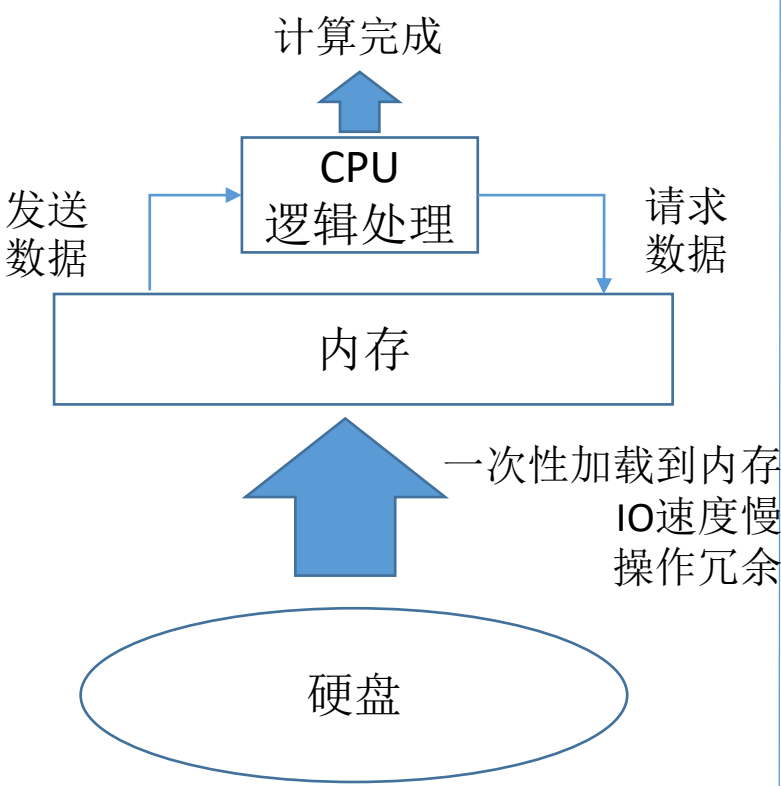 计算完成
CPU
逻辑处理
发送
数据
请求
数据
内存
一次性加载到内存
IO速度慢
操作冗余
硬盘